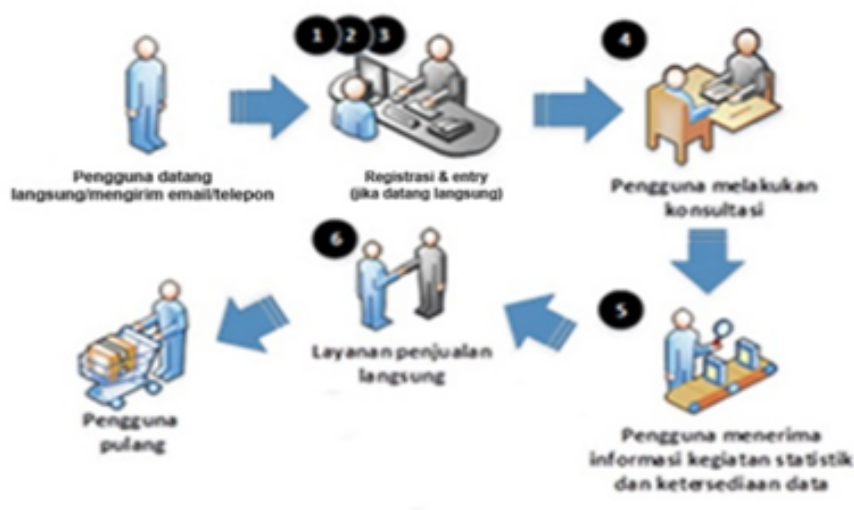 1 2 3
4
Pengguna datang
langsung/mengirim email/telepon
Registrasi & entry
(jika datang langsung)
Pengguna melakukan
konsultasi
5
Pengguna menerima
informasi kegiatan statistik
dan ketersediaan data
6
Layanan penjualan
langsung
Pengguna
pulang